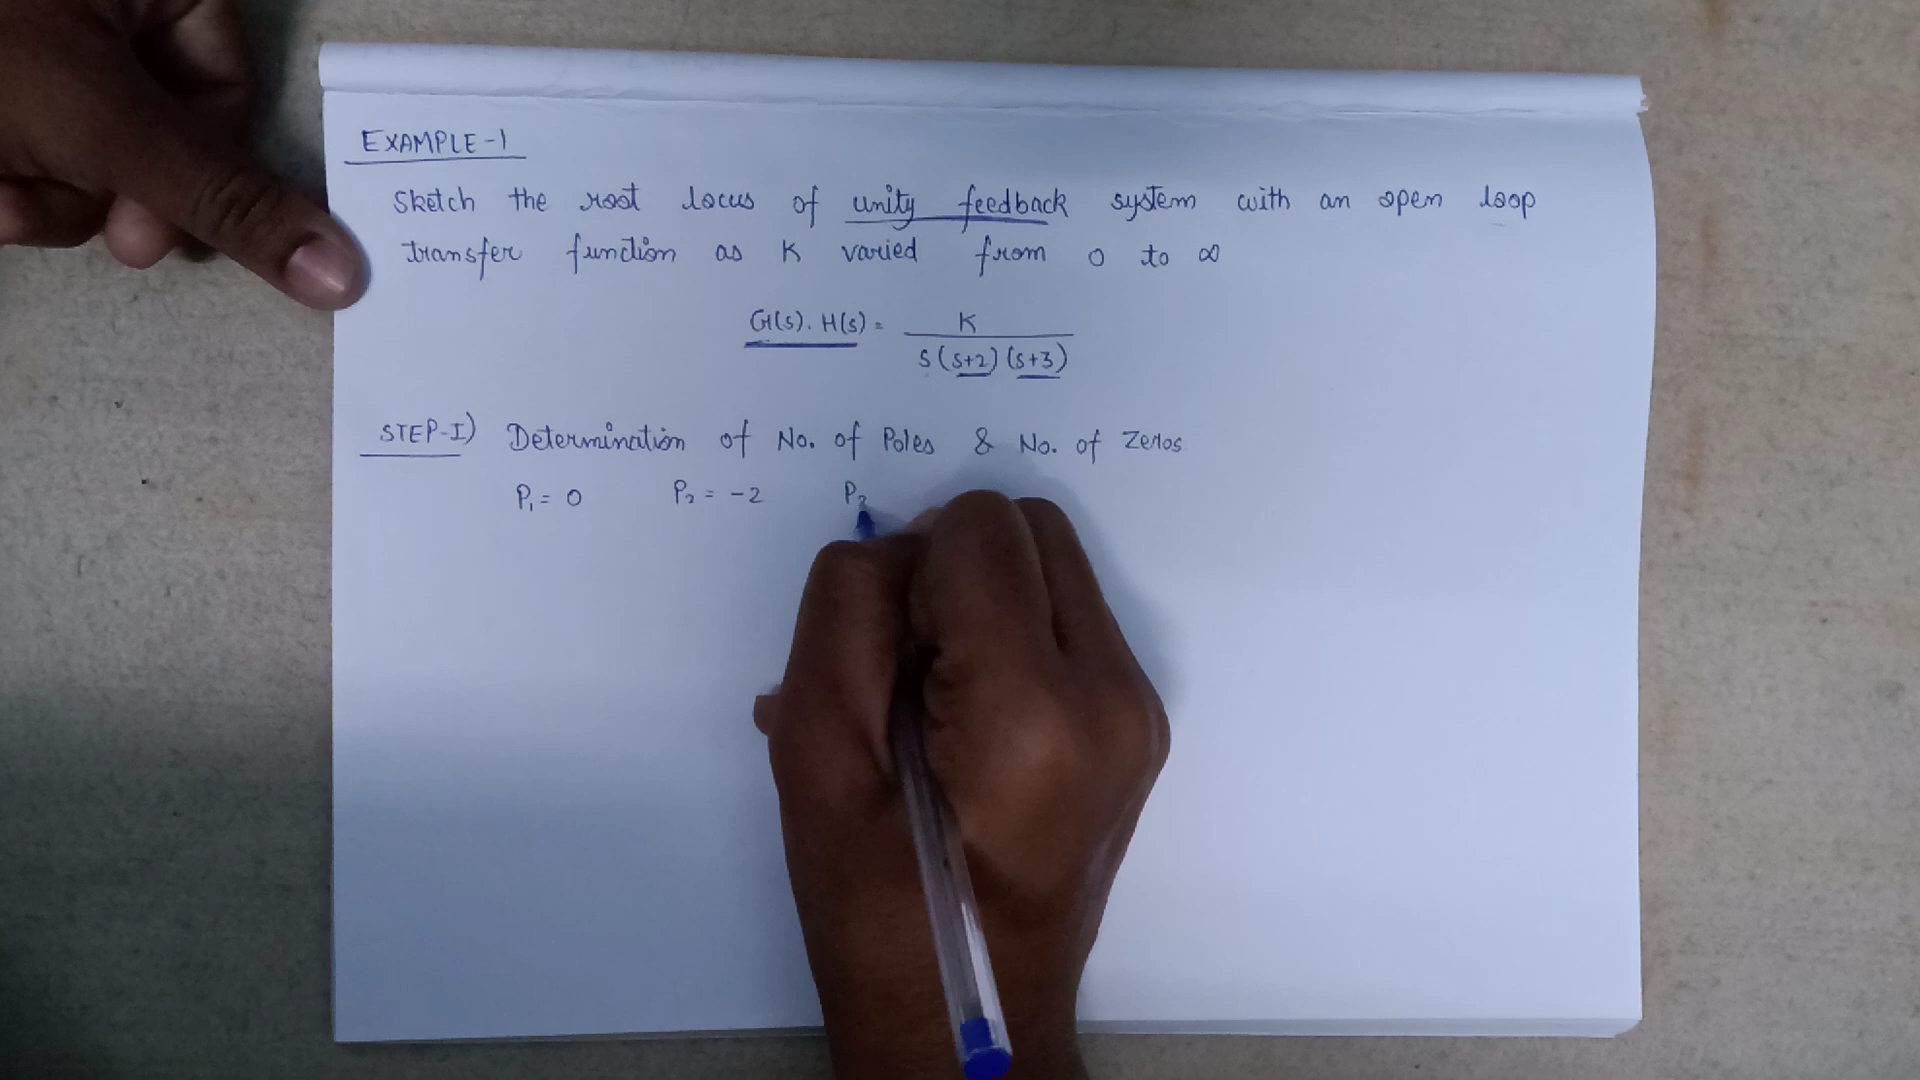 EXAMPLE-1
Sketch the root locus of unity feedback system with an open loop
transfer function as K varied from 0 to ∞
G(s). H(s) = K / s(s+2)(s+3)
STEP-I) Determination of No. of Poles & No. of Zeros
P₁ = 0 P₂ = -2 P₃